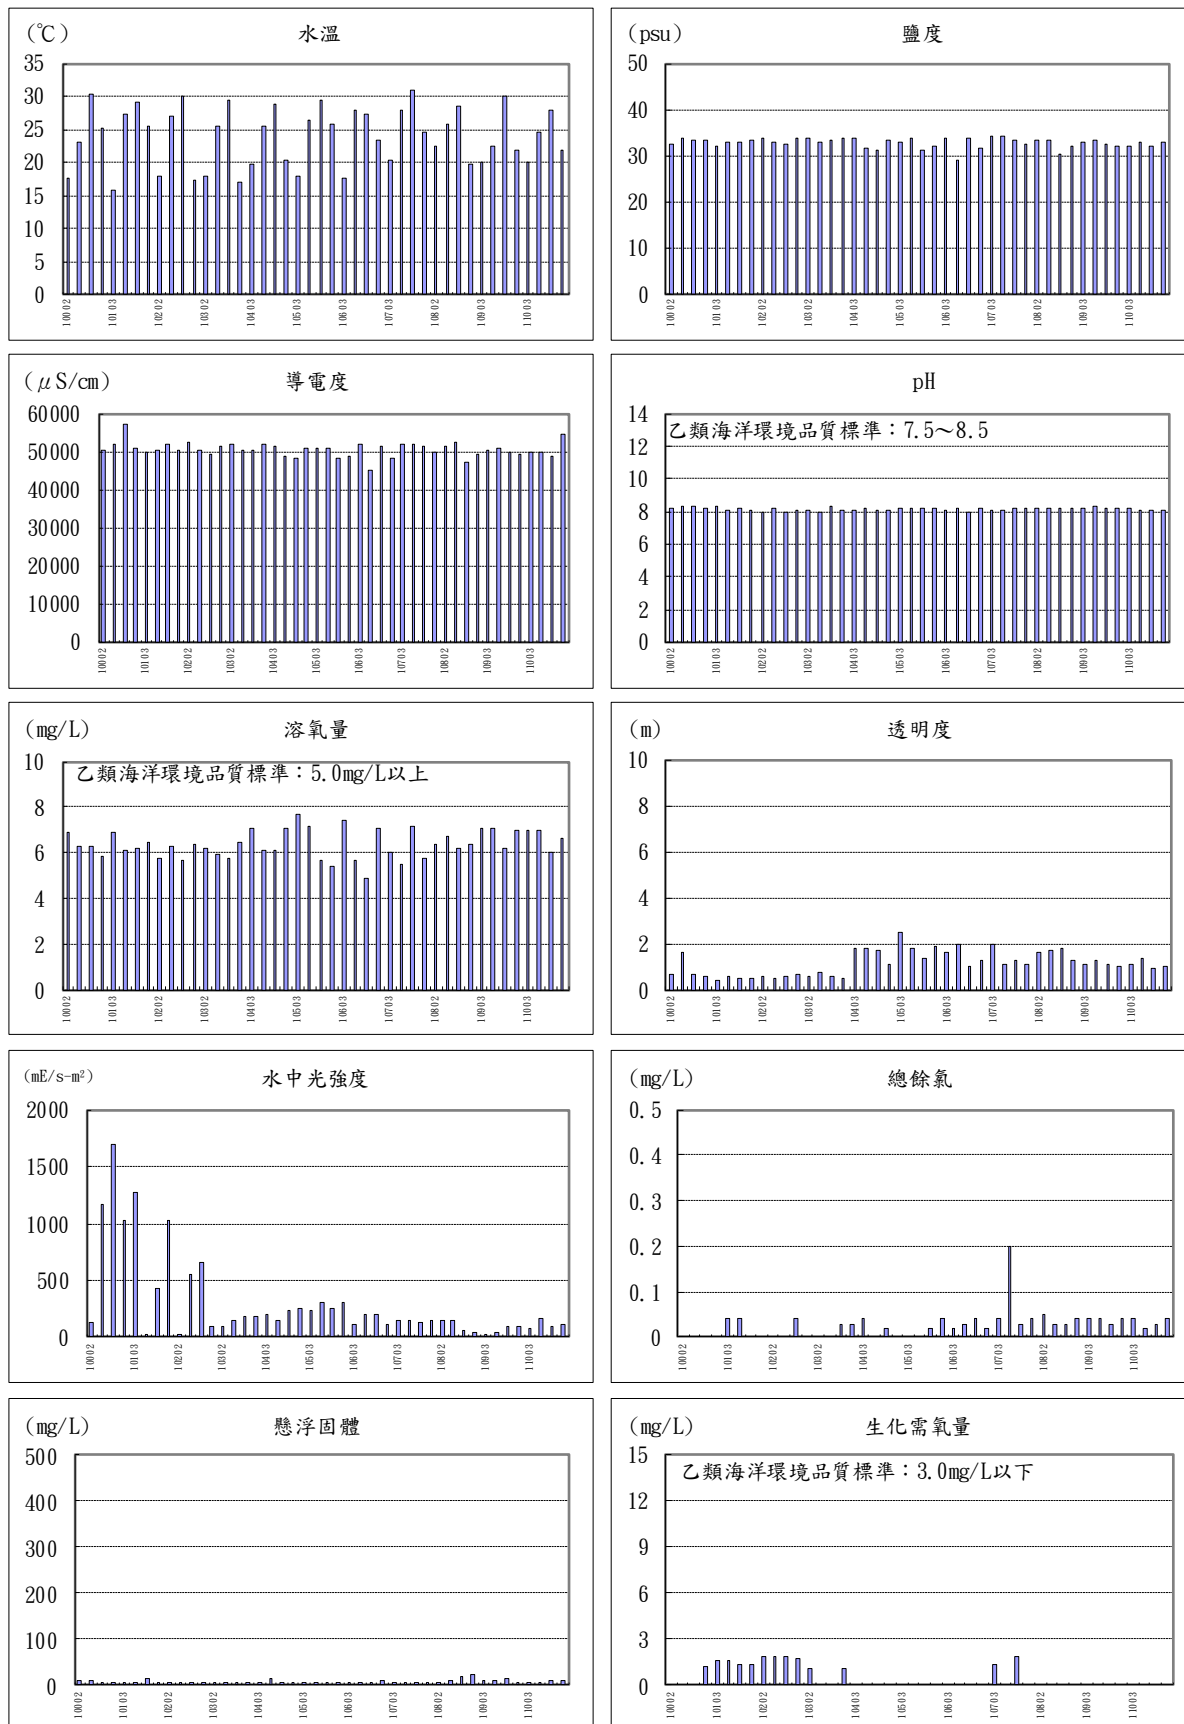 (℃) 水溫
35
30
25
20
15
10
5
0
10002 10103 10202 10302 10403 10503 10603 10703 10802 10903 11003
(psu) 鹽度
50
40
30
20
10
0
10002 10103 10202 10302 10403 10503 10603 10703 10802 10903 11003
(μS/cm) 導電度
60000
50000
40000
30000
20000
10000
0
10002 10103 10202 10302 10403 10503 10603 10703 10802 10903 11003
pH
乙類海洋環境品質標準：7.5～8.5
14
12
10
8
6
4
2
0
10002 10103 10202 10302 10403 10503 10603 10703 10802 10903 11003
(mg/L) 溶氧量
乙類海洋環境品質標準：5.0mg/L以上
10
8
6
4
2
0
10002 10103 10202 10302 10403 10503 10603 10703 10802 10903 11003
(m) 透明度
10
8
6
4
2
0
10002 10103 10202 10302 10403 10503 10603 10703 10802 10903 11003
(mE/s-m²) 水中光強度
2000
1500
1000
500
0
10002 10103 10202 10302 10403 10503 10603 10703 10802 10903 11003
(mg/L) 總餘氯
0.5
0.4
0.3
0.2
0.1
0
10002 10103 10202 10302 10403 10503 10603 10703 10802 10903 11003
(mg/L) 懸浮固體
500
400
300
200
100
0
10002 10103 10202 10302 10403 10503 10603 10703 10802 10903 11003
(mg/L) 生化需氧量
乙類海洋環境品質標準：3.0mg/L以下
15
12
9
6
3
0
10002 10103 10202 10302 10403 10503 10603 10703 10802 10903 11003